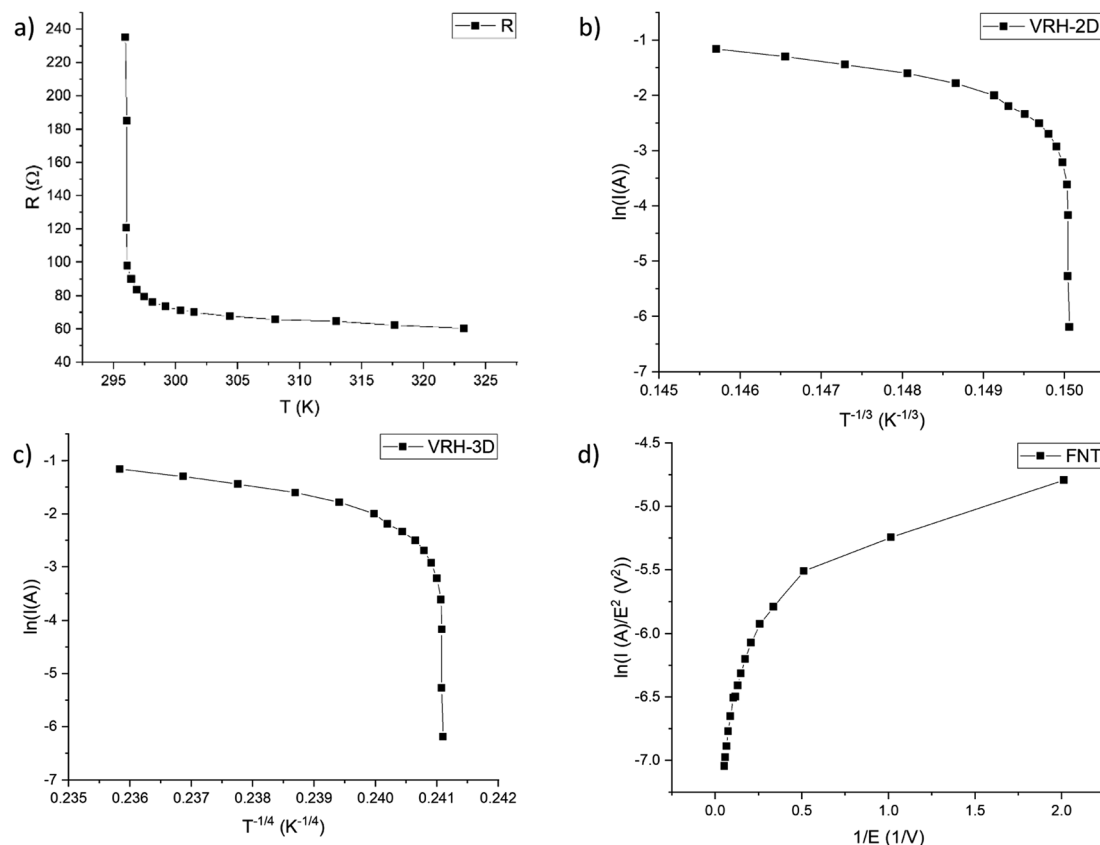 a)
R
240
220
200
180
160
140
120
100
80
60
40
R (Ω)
295 300 305 310 315 320 325
T (K)
b)
VRH-2D
-1
-2
-3
-4
-5
-6
-7
ln(I(A))
0.145 0.146 0.147 0.148 0.149 0.150
T-1/3 (K-1/3)
c)
VRH-3D
-1
-2
-3
-4
-5
-6
-7
ln(I(A))
0.235 0.236 0.237 0.238 0.239 0.240 0.241 0.242
T-1/4 (K-1/4)
d)
FNT
-4.5
-5.0
-5.5
-6.0
-6.5
-7.0
ln(I (A)/E2 (V2))
0.0 0.5 1.0 1.5 2.0
1/E (1/V)